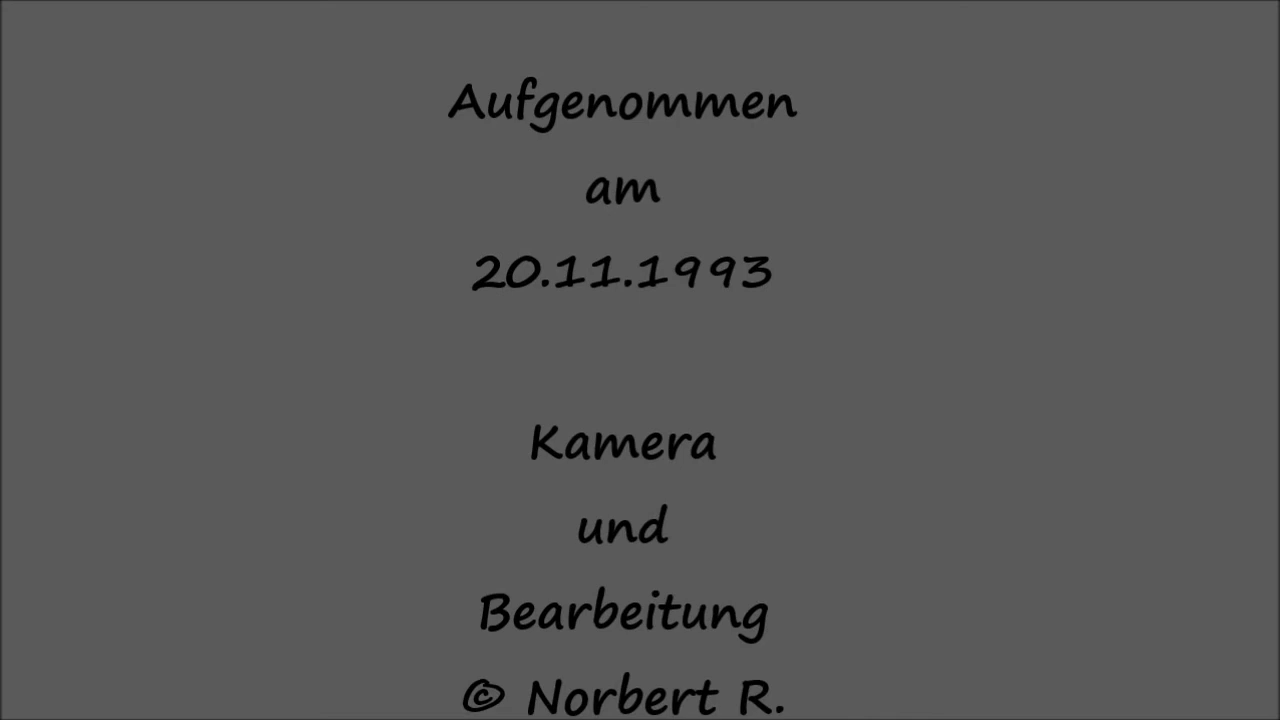 Aufgenommen
am
20.11.1993
Kamera
und
Bearbeitung
© Norbert R.